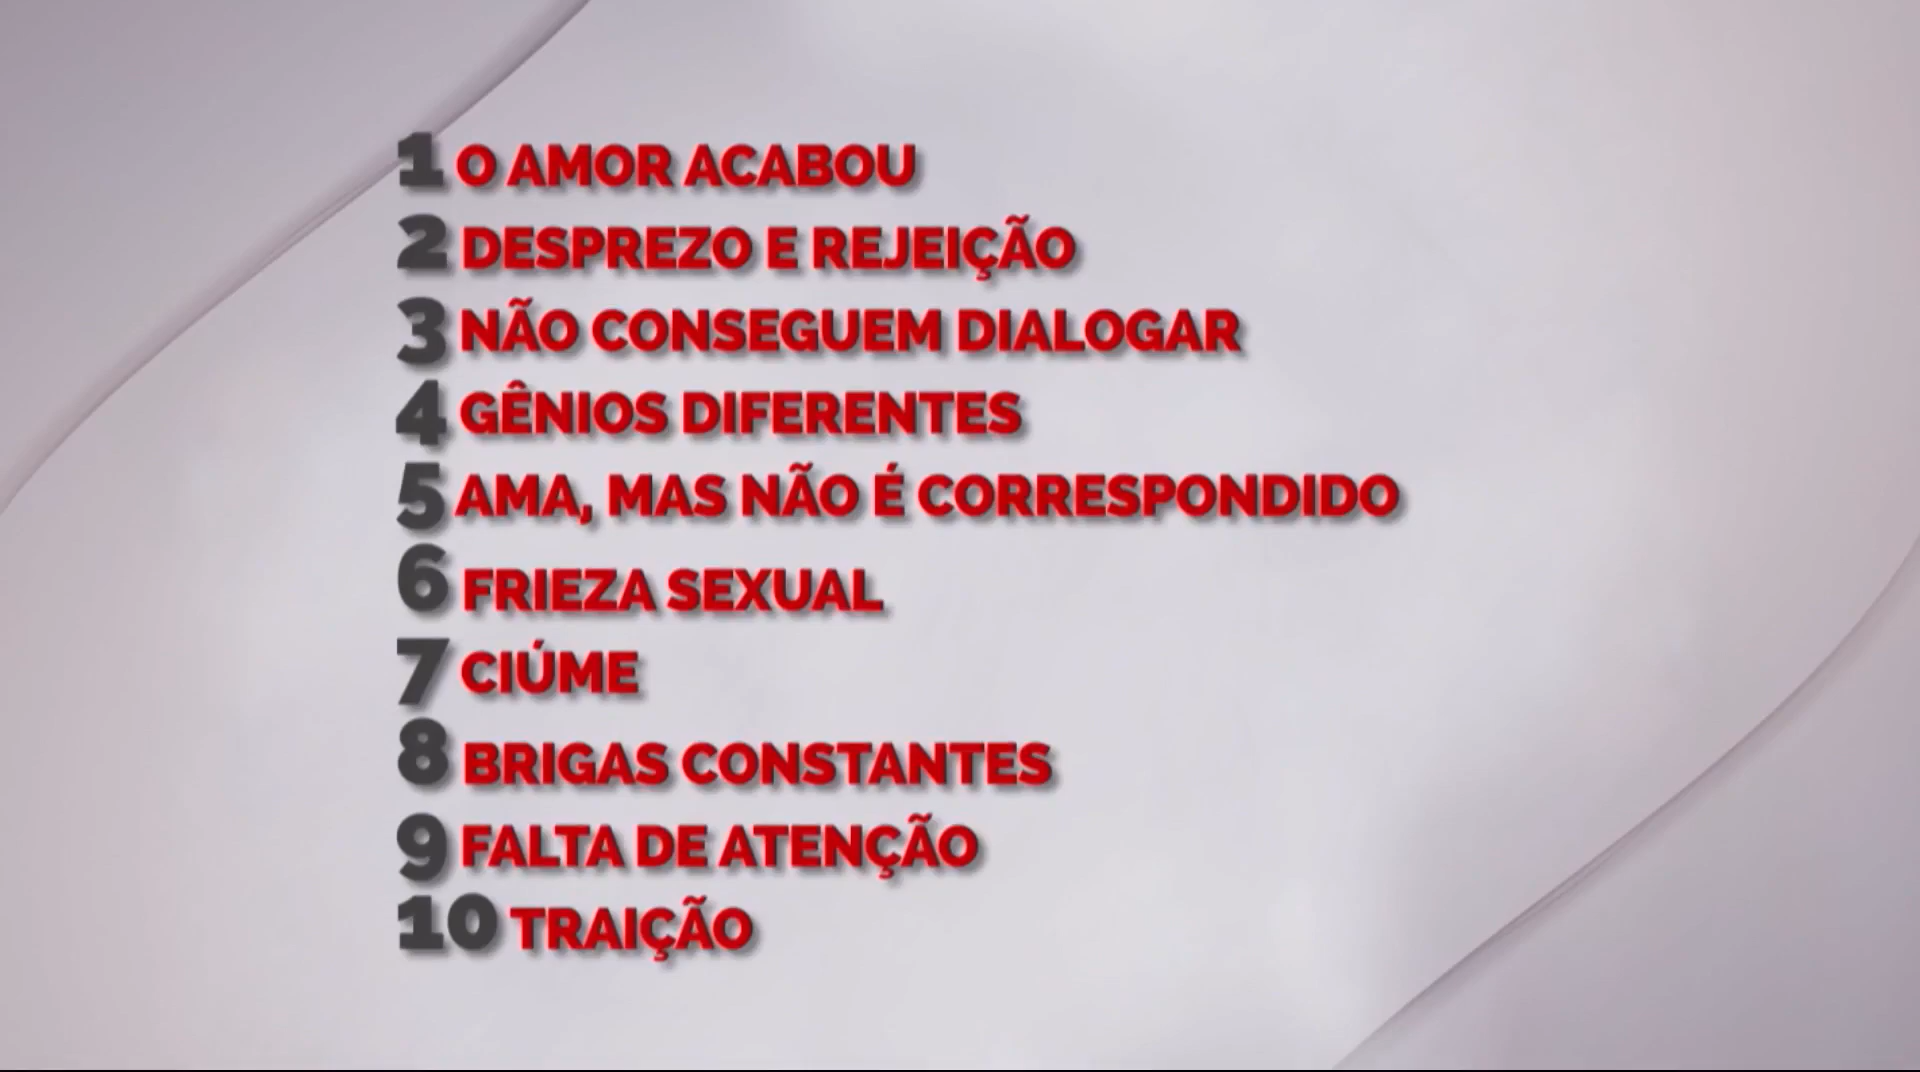 1 O AMOR ACABOU
2 DESPREZO E REJEIÇÃO
3 NÃO CONSEGUEM DIALOGAR
4 GÊNIOS DIFERENTES
5 AMA, MAS NÃO É CORRESPONDIDO
6 FRIEZA SEXUAL
7 CIÚME
8 BRIGAS CONSTANTES
9 FALTA DE ATENÇÃO
10 TRAIÇÃO